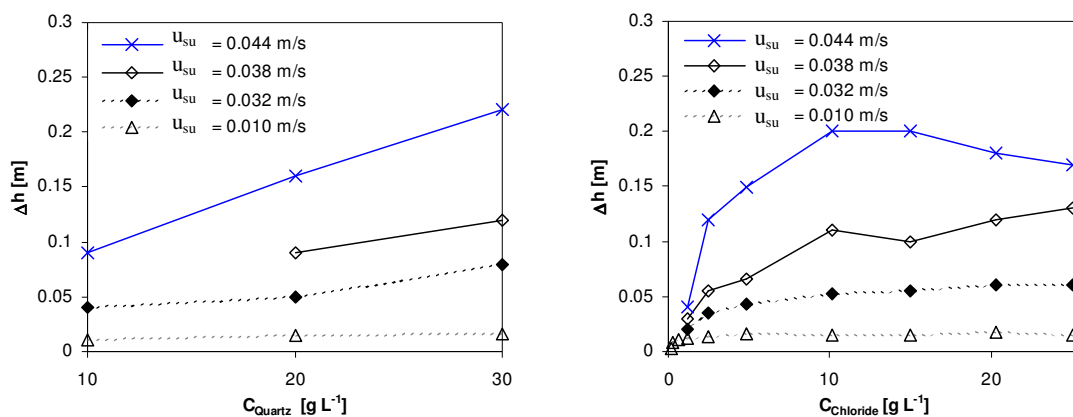 0.3
0.25
0.2
0.15
0.1
0.05
0
Δh [m]
u_su = 0.044 m/s
u_su = 0.038 m/s
u_su = 0.032 m/s
u_su = 0.010 m/s
10 20 30
C_Quartz [g L^-1]
0.3
0.25
0.2
0.15
0.1
0.05
0
Δh [m]
u_su = 0.044 m/s
u_su = 0.038 m/s
u_su = 0.032 m/s
u_su = 0.010 m/s
0 10 20
C_Chloride [g L^-1]